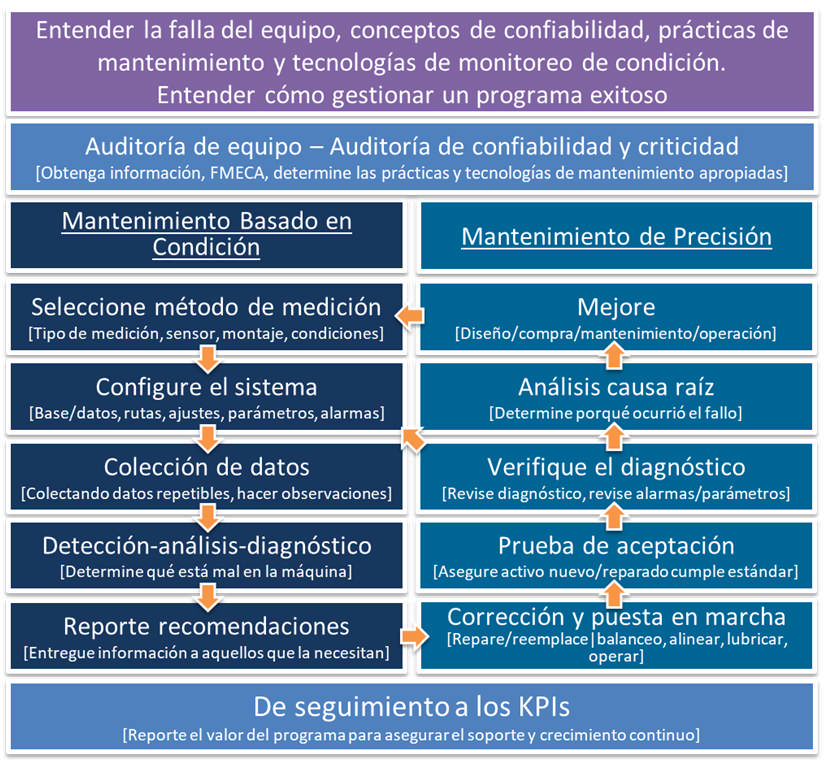 Entender la falla del equipo, conceptos de confiabilidad, prácticas de
mantenimiento y tecnologías de monitoreo de condición.
Entender cómo gestionar un programa exitoso
Auditoría de equipo – Auditoría de confiabilidad y criticidad
[Obtenga información, FMECA, determine las prácticas y tecnologías de mantenimiento apropiadas]
Mantenimiento Basado en
Condición
Seleccione método de medición
[Tipo de medición, sensor, montaje, condiciones]
Configure el sistema
[Base/datos, rutas, ajustes, parámetros, alarmas]
Colección de datos
[Colectando datos repetibles, hacer observaciones]
Detección-análisis-diagnóstico
[Determine qué está mal en la máquina]
Reporte recomendaciones
[Entregue información a aquellos que la necesitan]
Mantenimiento de Precisión
Mejore
[Diseño/compra/mantenimiento/operación]
Análisis causa raíz
[Determine porqué ocurrió el fallo]
Verifique el diagnóstico
[Revise diagnóstico, revise alarmas/parámetros]
Prueba de aceptación
[Asegure activo nuevo/reparado cumple estándar]
Corrección y puesta en marcha
[Repare/reemplace|balanceo, alinear, lubricar,
operar]
De seguimiento a los KPIs
[Reporte el valor del programa para asegurar el soporte y crecimiento continuo]